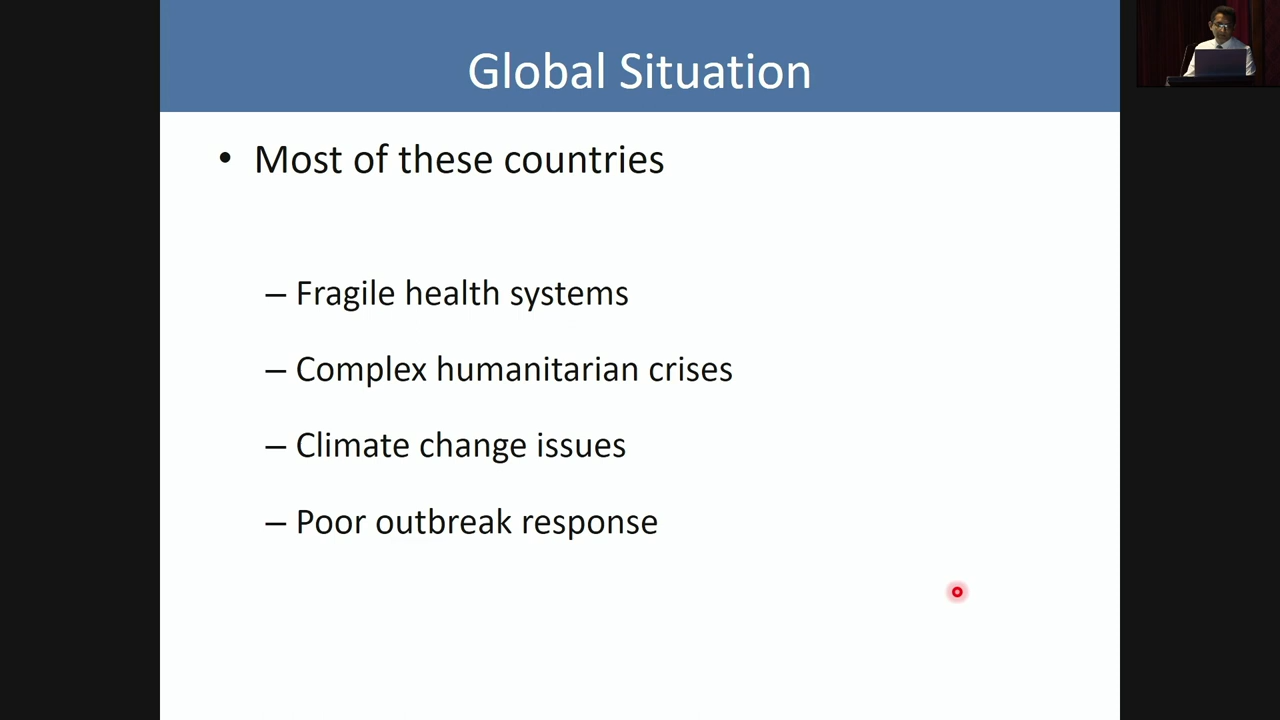 Global Situation
• Most of these countries
– Fragile health systems
– Complex humanitarian crises
– Climate change issues
– Poor outbreak response